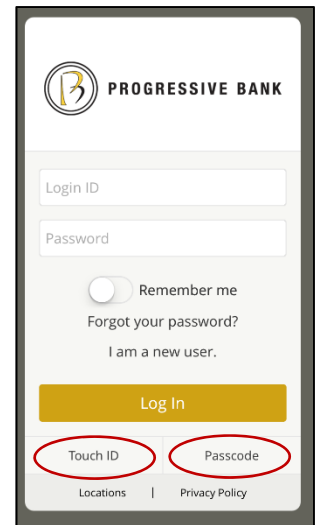 PROGRESSIVE BANK
Login ID
Password
Remember me
Forgot your password?
I am a new user.
Log In
Touch ID Passcode
Locations | Privacy Policy